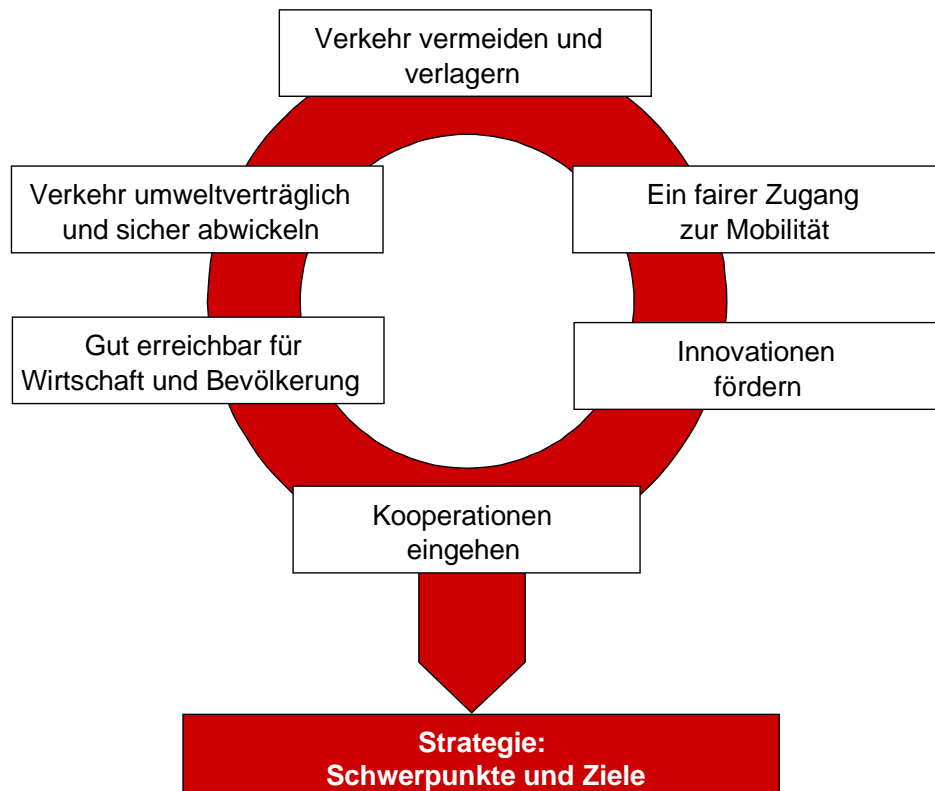 Verkehr vermeiden und
verlagern
Verkehr umweltverträglich
und sicher abwickeln
Ein fairer Zugang
zur Mobilität
Gut erreichbar für
Wirtschaft und Bevölkerung
Innovationen
fördern
Kooperationen
eingehen
Strategie:
Schwerpunkte und Ziele